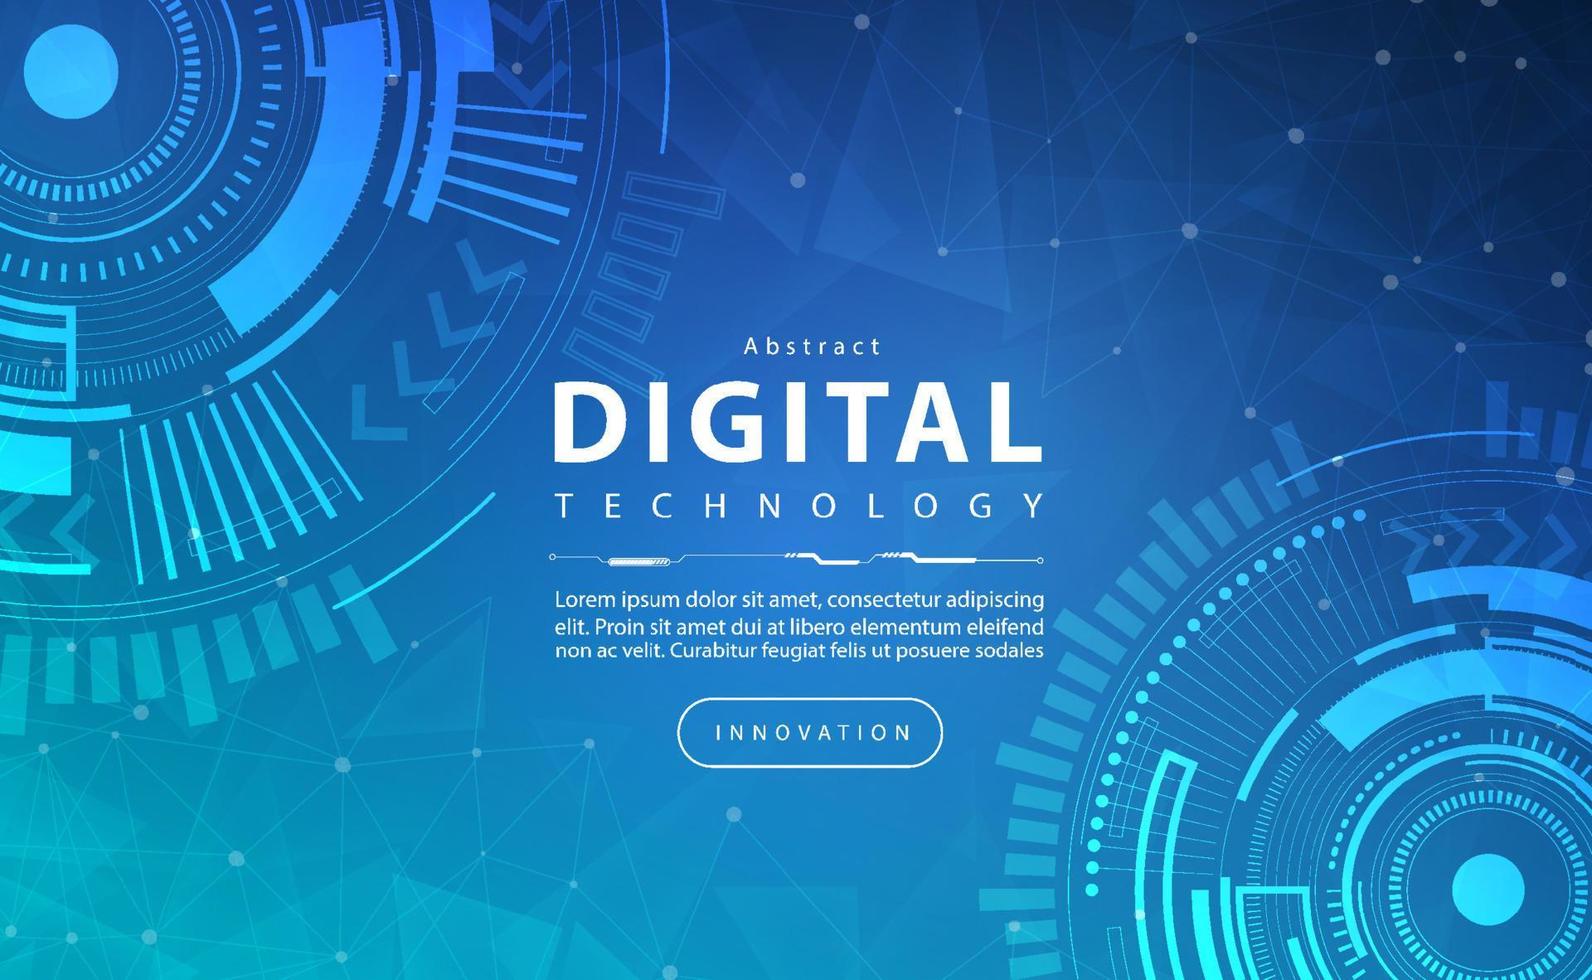 Abstract
DIGITAL
TECHNOLOGY
Lorem ipsum dolor sit amet, consectetur adipiscing
elit. Proin sit amet dui at libero elementum eleifend
non ac velit. Curabitur feugiat felis ut posuere sodales
INNOVATION